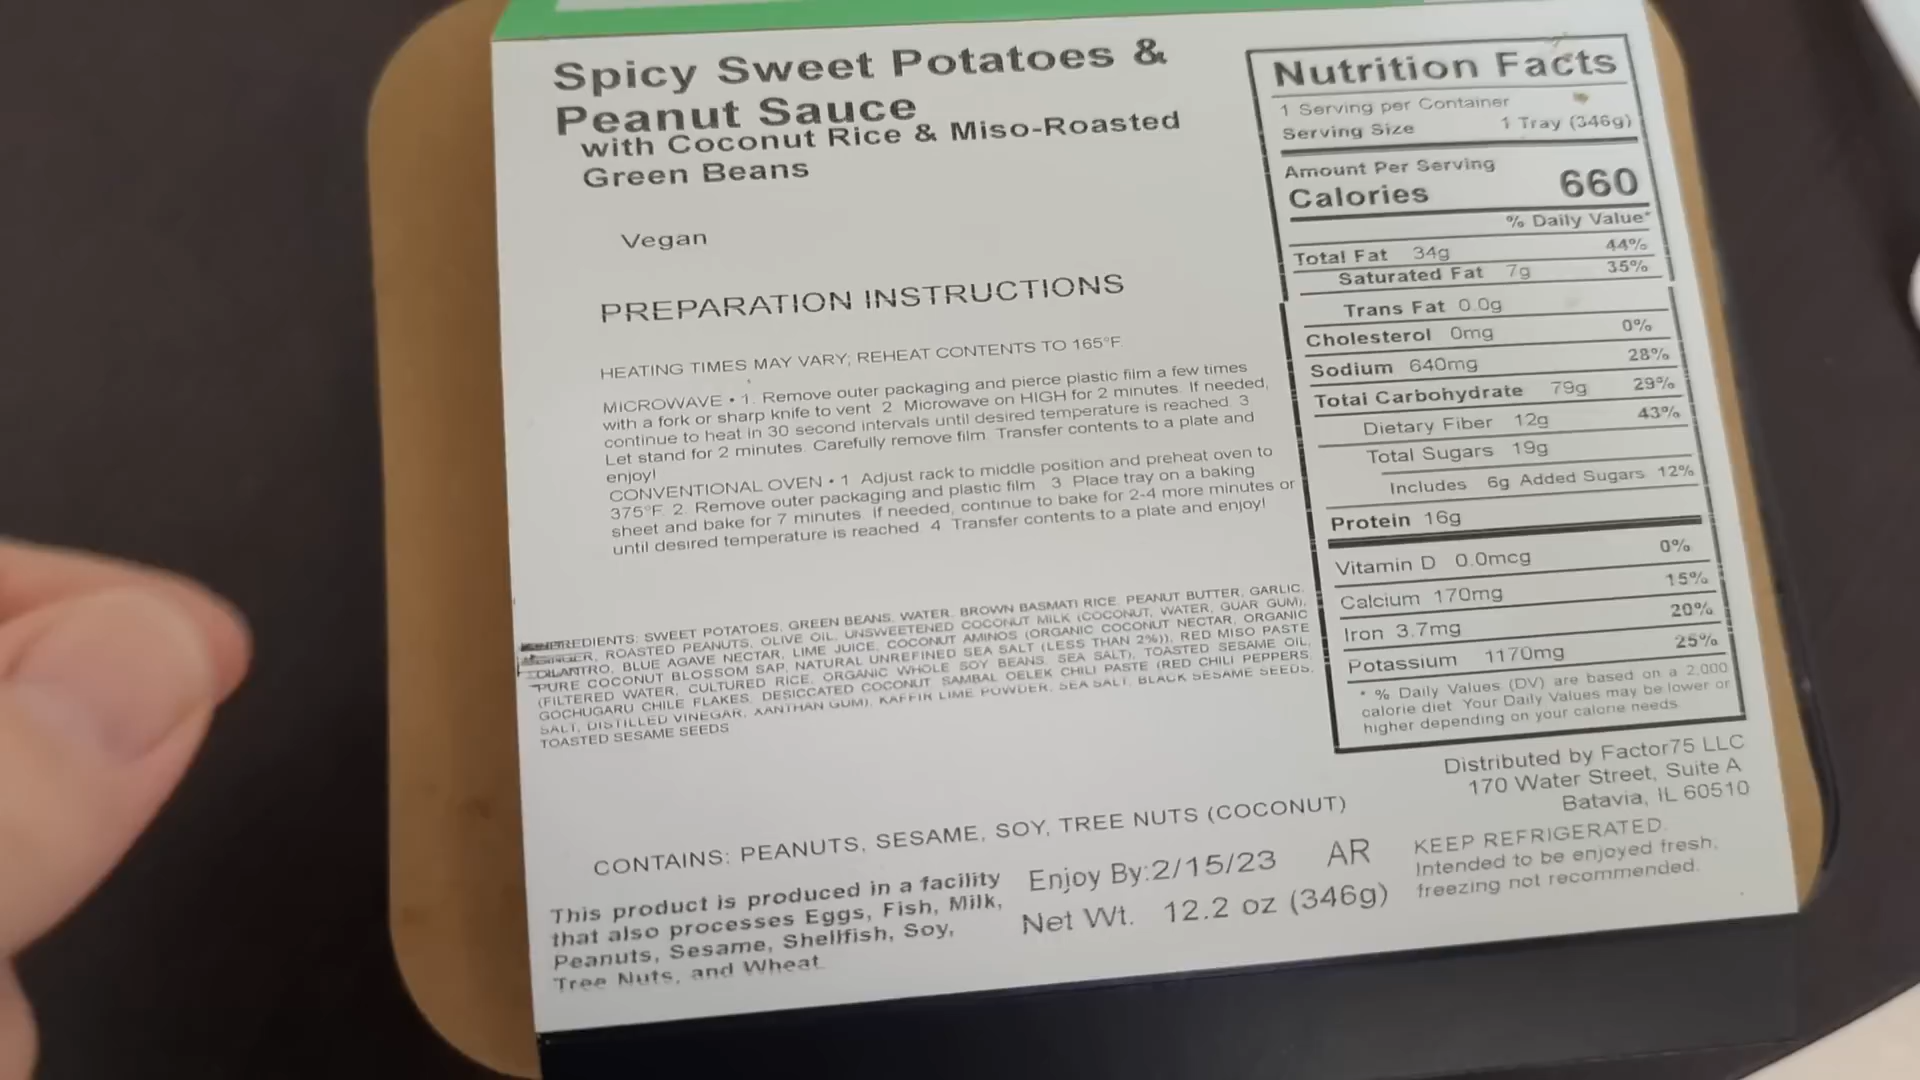 Spicy Sweet Potatoes &
Peanut Sauce
with Coconut Rice & Miso-Roasted
Green Beans
Vegan
PREPARATION INSTRUCTIONS
HEATING TIMES MAY VARY; REHEAT CONTENTS TO 165°F
MICROWAVE • 1. Remove outer packaging and pierce plastic film a few times
with a fork or sharp knife to vent 2 Microwave on HIGH for 2 minutes. If needed,
continue to heat in 30 second intervals until desired temperature is reached 3
Let stand for 2 minutes. Carefully remove film. Transfer contents to a plate and
enjoy!
CONVENTIONAL OVEN • 1 Adjust rack to middle position and preheat oven to
375°F. 2. Remove outer packaging and plastic film 3 Place tray on a baking
sheet and bake for 7 minutes. If needed, continue to bake for 2-4 more minutes or
until desired temperature is reached 4 Transfer contents to a plate and enjoy!
INGREDIENTS: SWEET POTATOES, GREEN BEANS, WATER, BROWN BASMATI RICE, PEANUT BUTTER, GARLIC,
GINGER, ROASTED PEANUTS, OLIVE OIL, UNSWEETENED COCONUT MILK (COCONUT, WATER, GUAR GUM),
CILANTRO, BLUE AGAVE NECTAR, LIME JUICE, COCONUT AMINOS (ORGANIC COCONUT NECTAR, ORGANIC
PURE COCONUT BLOSSOM SAP, NATURAL UNREFINED SEA SALT (LESS THAN 2%)), RED MISO PASTE
(FILTERED WATER, CULTURED RICE, ORGANIC WHOLE SOY BEANS, SEA SALT), TOASTED SESAME OIL,
GOCHUGARU CHILE FLAKES, DESICCATED COCONUT SAMBAL OELEK CHILI PASTE (RED CHILI PEPPERS,
SALT, DISTILLED VINEGAR, XANTHAN GUM), KAFFIR LIME POWDER, SEA SALT, BLACK SESAME SEEDS,
TOASTED SESAME SEEDS
CONTAINS: PEANUTS, SESAME, SOY, TREE NUTS (COCONUT)
This product is produced in a facility
that also processes Eggs, Fish, Milk,
Peanuts, Sesame, Shellfish, Soy,
Tree Nuts, and Wheat.
Enjoy By:2/15/23 AR
Net Wt. 12.2 oz (346g)
Nutrition Facts
1 Serving per Container
Serving Size 1 Tray (346g)
Amount Per Serving
Calories 660
% Daily Value*
Total Fat 34g 44%
Saturated Fat 7g 35%
Trans Fat 0.0g
Cholesterol 0mg 0%
Sodium 640mg 28%
Total Carbohydrate 79g 29%
Dietary Fiber 12g 43%
Total Sugars 19g
Includes 6g Added Sugars 12%
Protein 16g
Vitamin D 0.0mcg 0%
Calcium 170mg 15%
Iron 3.7mg 20%
Potassium 1170mg 25%
* % Daily Values (DV) are based on a 2,000
calorie diet Your Daily Values may be lower or
higher depending on your calorie needs
Distributed by Factor75 LLC
170 Water Street, Suite A
Batavia, IL 60510
KEEP REFRIGERATED.
Intended to be enjoyed fresh,
freezing not recommended.